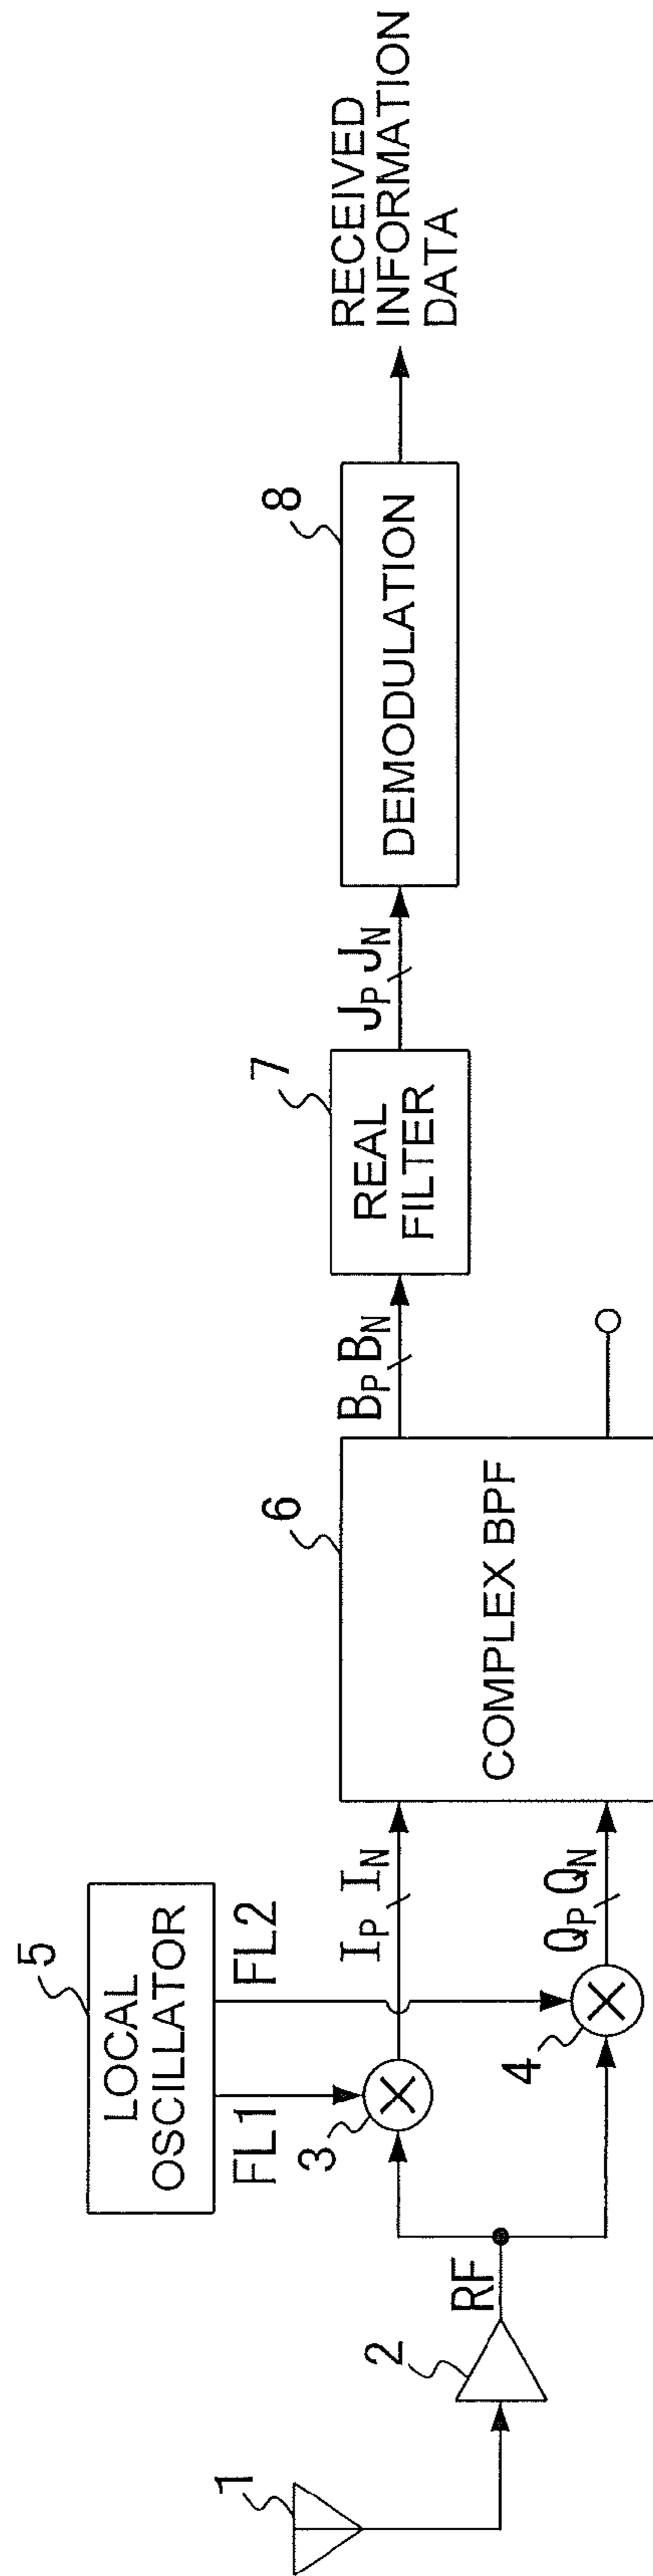 1
2
RF
LOCAL
OSCILLATOR
5
FL1
FL2
3
4
IP IN
QP QN
COMPLEX BPF
6
BP BN
REAL
FILTER
7
JP JN
DEMODULATION
8
RECEIVED
INFORMATION
DATA